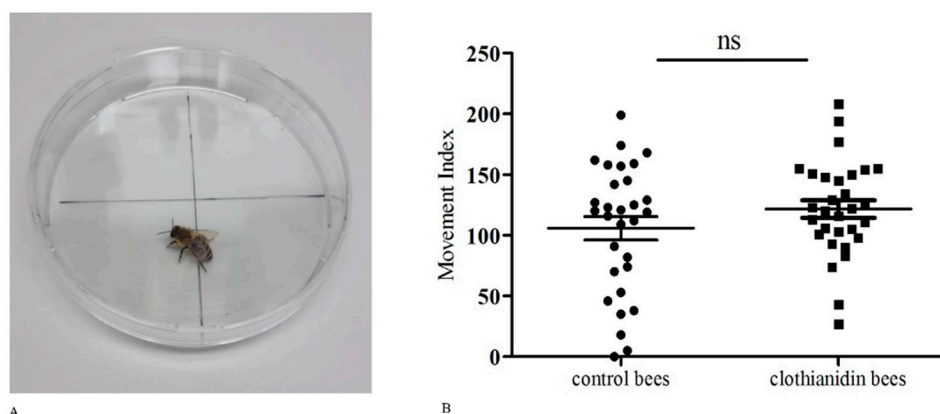 ns
250
200
150
100
50
0
Movement Index
control bees
clothianidin bees
A
B